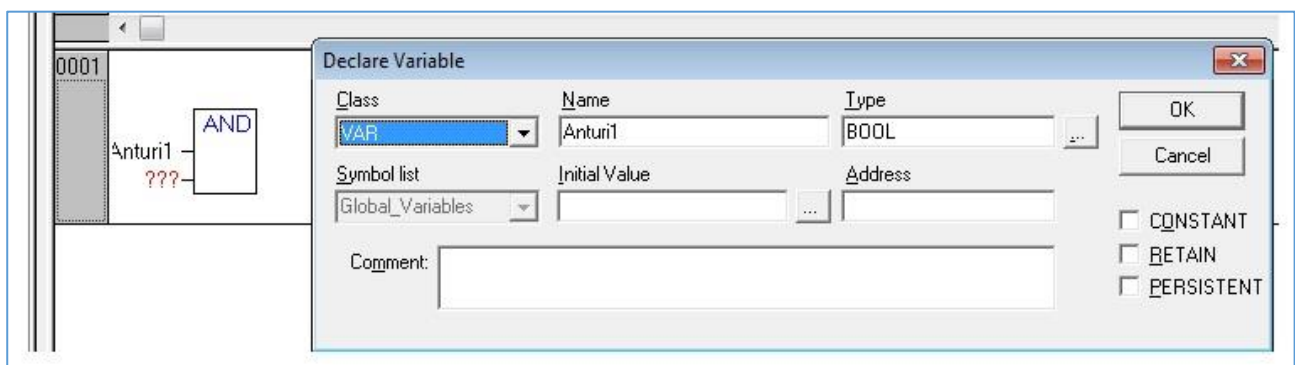 0001
AND
Anturi1
???
Declare Variable
Class Name Type
VAR Anturi1 BOOL ...
OK
Cancel
Symbol list Initial Value Address
Global_Variables ...
CONSTANT
RETAIN
PERSISTENT
Comment: